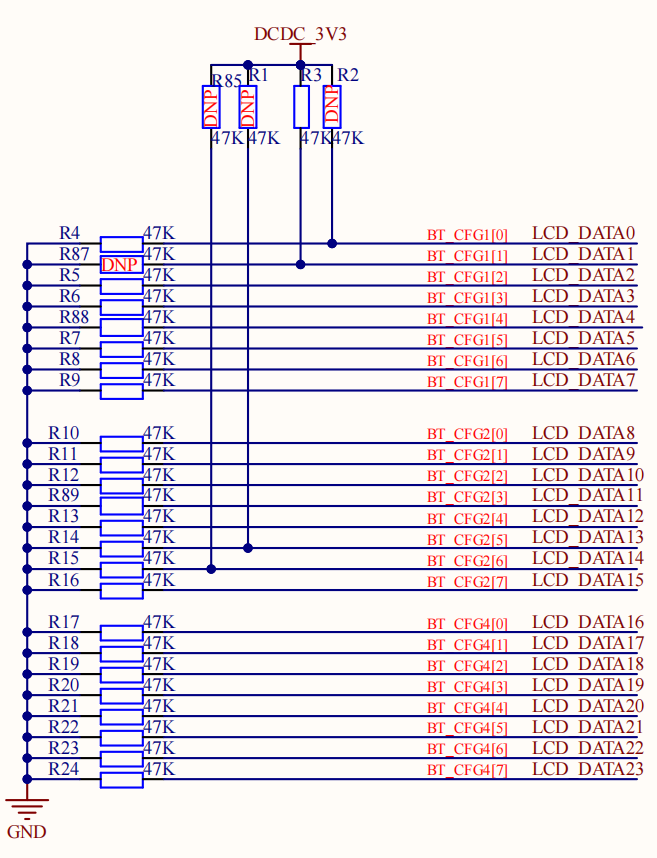 DCDC_3V3
R85 R1 R3 R2
DNP DNP DNP
47K 47K 47K 47K
R4 47K BT_CFG1[0] LCD_DATA0
R87 DNP 47K BT_CFG1[1] LCD_DATA1
R5 47K BT_CFG1[2] LCD_DATA2
R6 47K BT_CFG1[3] LCD_DATA3
R88 47K BT_CFG1[4] LCD_DATA4
R7 47K BT_CFG1[5] LCD_DATA5
R8 47K BT_CFG1[6] LCD_DATA6
R9 47K BT_CFG1[7] LCD_DATA7
R10 47K BT_CFG2[0] LCD_DATA8
R11 47K BT_CFG2[1] LCD_DATA9
R12 47K BT_CFG2[2] LCD_DATA10
R89 47K BT_CFG2[3] LCD_DATA11
R13 47K BT_CFG2[4] LCD_DATA12
R14 47K BT_CFG2[5] LCD_DATA13
R15 47K BT_CFG2[6] LCD_DATA14
R16 47K BT_CFG2[7] LCD_DATA15
R17 47K BT_CFG4[0] LCD_DATA16
R18 47K BT_CFG4[1] LCD_DATA17
R19 47K BT_CFG4[2] LCD_DATA18
R20 47K BT_CFG4[3] LCD_DATA19
R21 47K BT_CFG4[4] LCD_DATA20
R22 47K BT_CFG4[5] LCD_DATA21
R23 47K BT_CFG4[6] LCD_DATA22
R24 47K BT_CFG4[7] LCD_DATA23
GND